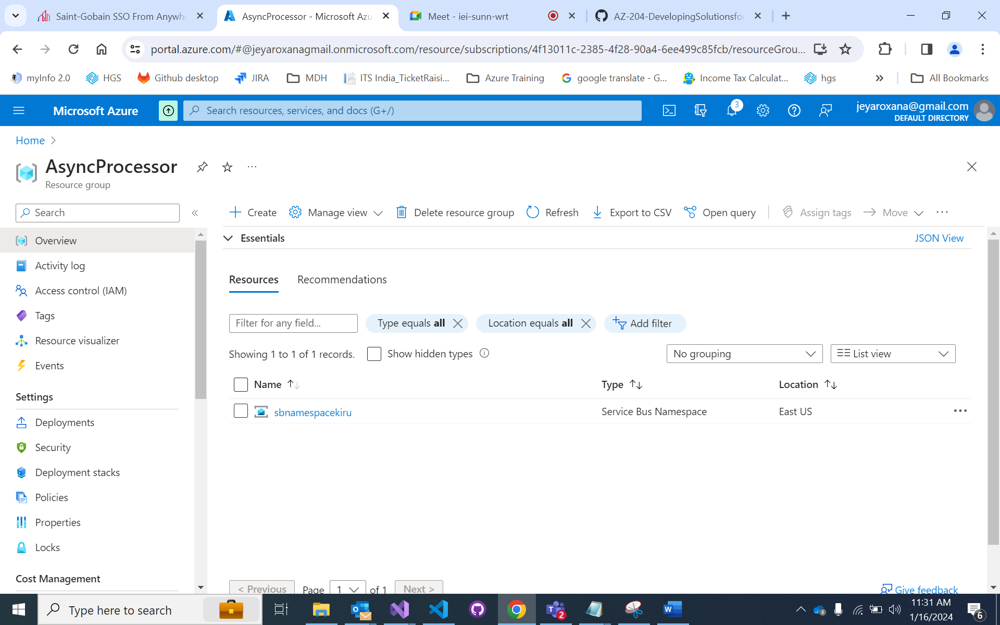 Saint-Gobain SSO From Anywhe
AsyncProcessor - Microsoft Azu
Meet - iei-sunn-wrt
AZ-204-DevelopingSolutionsfor
portal.azure.com/#@jeyaroxanagmail.onmicrosoft.com/resource/subscriptions/4f13011c-2385-4f28-90a4-6ee499c85fcb/resourceGrou...
myInfo 2.0
HGS
Github desktop
JIRA
MDH
ITS India_TicketRaisi...
Azure Training
google translate - G...
Income Tax Calculat...
hgs
All Bookmarks
Microsoft Azure
Search resources, services, and docs (G+/)
3
jeyaroxana@gmail.com
DEFAULT DIRECTORY
Home
AsyncProcessor
Resource group
Search
Create
Manage view
Delete resource group
Refresh
Export to CSV
Open query
Assign tags
Move
Overview
Activity log
Access control (IAM)
Tags
Resource visualizer
Events
Settings
Deployments
Security
Deployment stacks
Policies
Properties
Locks
Cost Management
Essentials
JSON View
Resources
Recommendations
Filter for any field...
Type equals all
Location equals all
Add filter
Showing 1 to 1 of 1 records.
Show hidden types
No grouping
List view
Name
Type
Location
sbnamespacekiru
Service Bus Namespace
East US
< Previous
Page
1
of 1
Next >
Give feedback
Type here to search
2
11:31 AM
1/16/2024
6